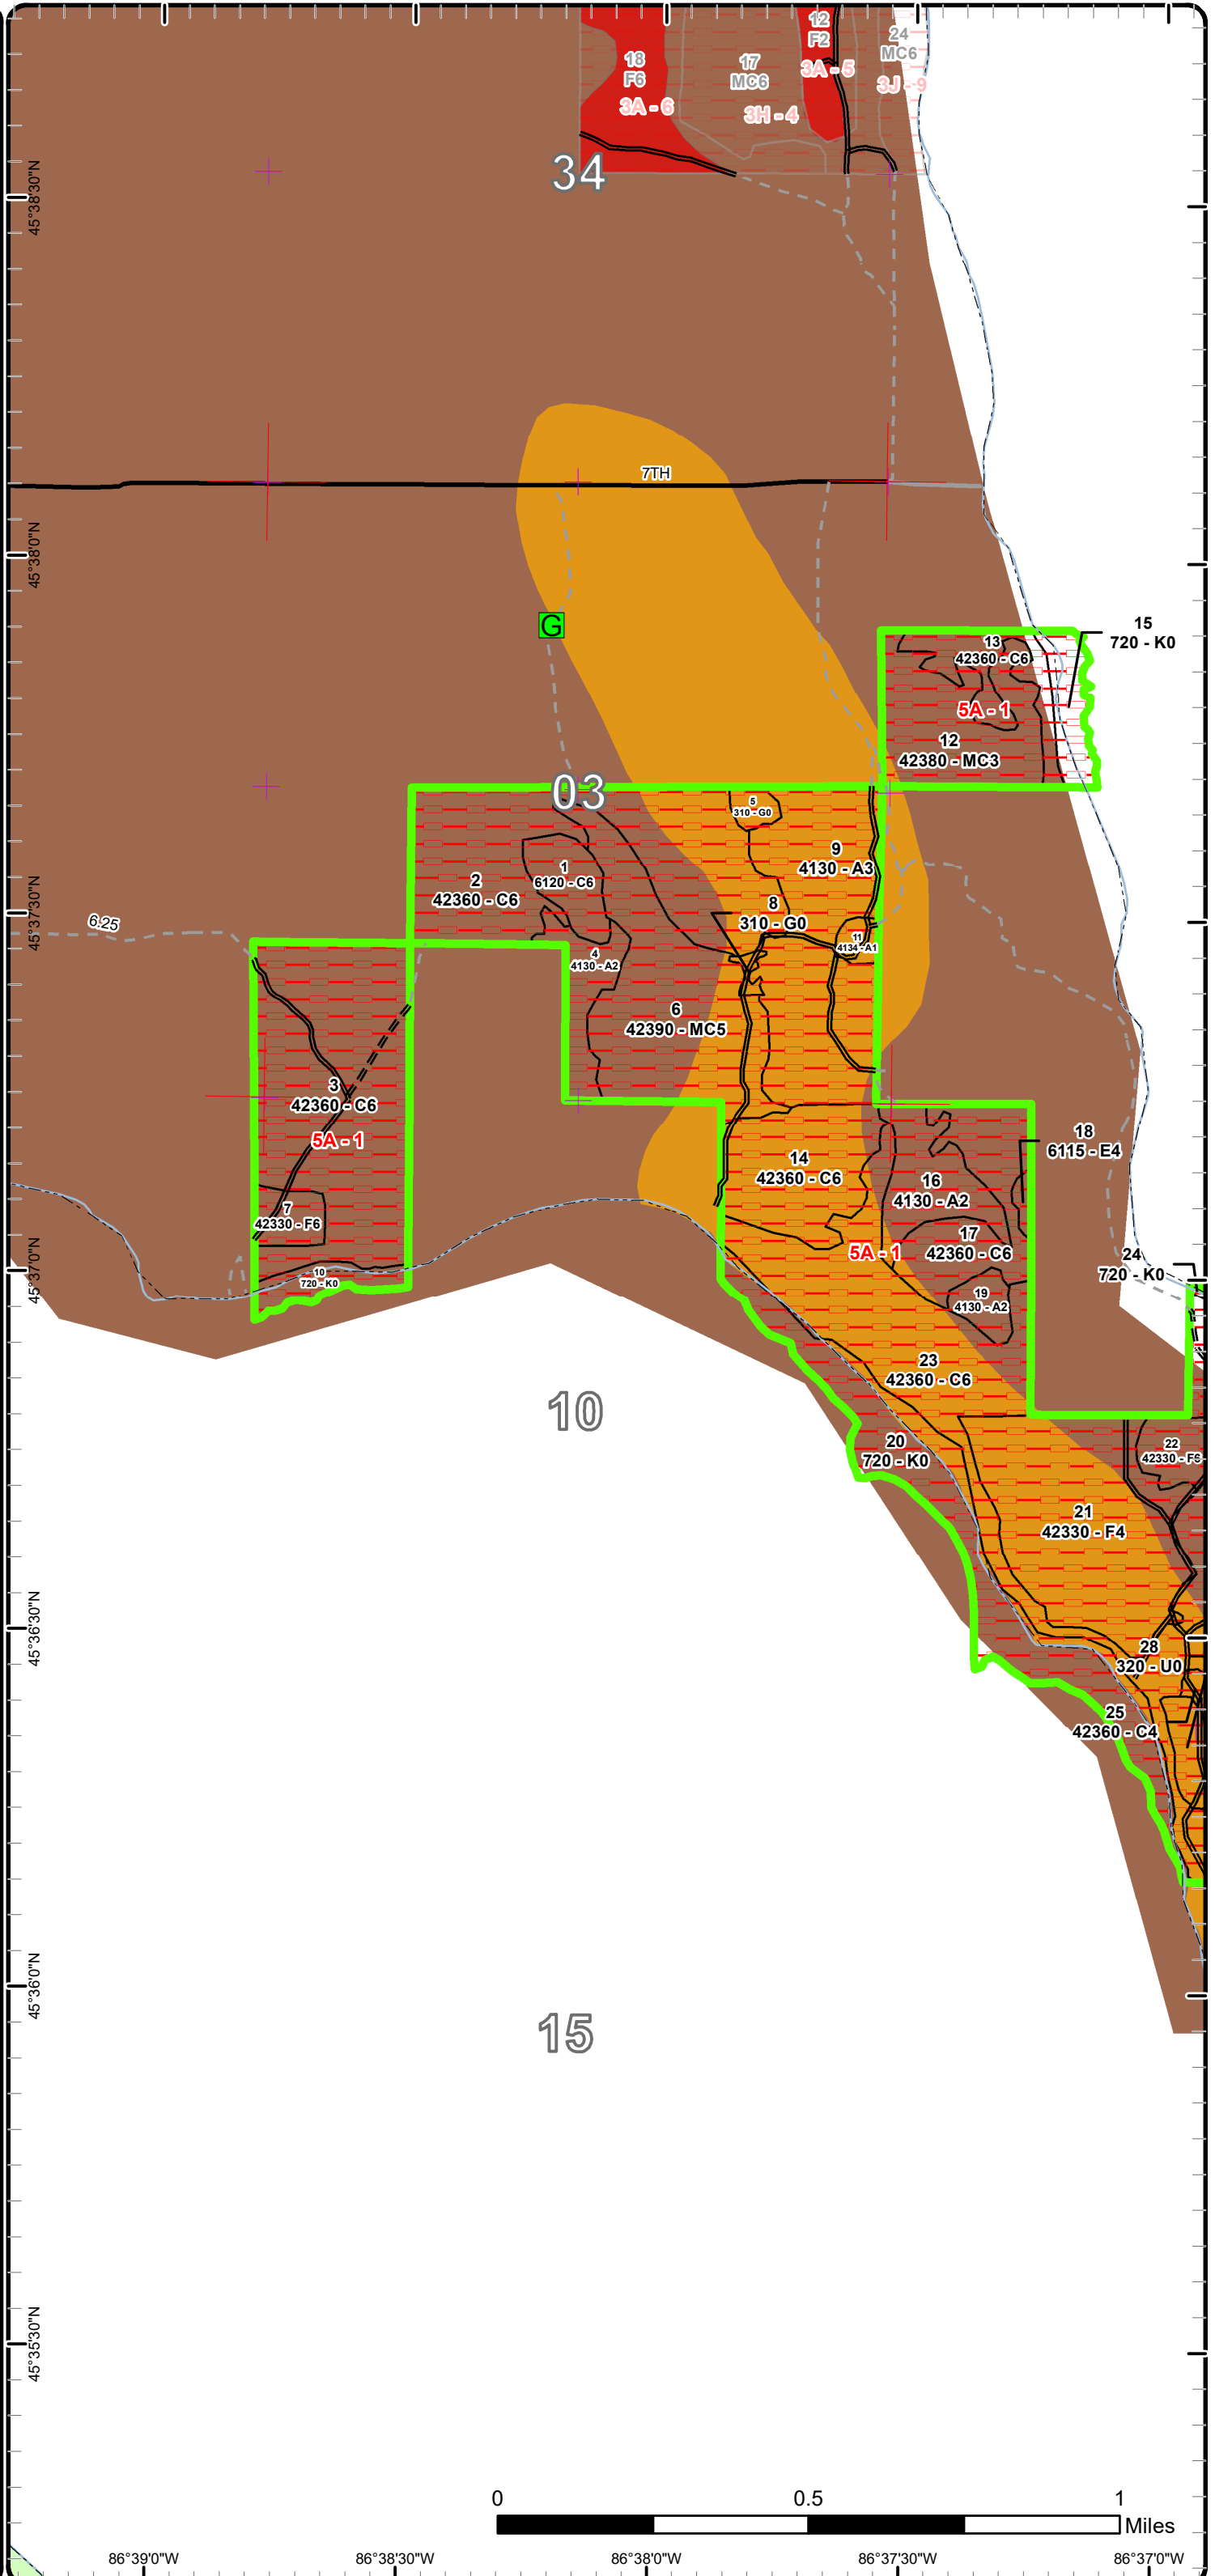 12
F2
24
MC6
18
F6
17
MC6
3A - 5
3J - 9
3A - 6
3H - 4
34
45°38'30"N
7TH
45°38'0"N
G
15
720 - K0
13
42360 - C6
5A - 1
12
42380 - MC3
03
5
310 - G0
9
4130 - A3
1
6120 - C6
2
42360 - C6
8
310 - G0
45°37'30"N
6.25
11
4134 - A1
4
4130 - A2
6
42390 - MC5
3
42360 - C6
5A - 1
18
6115 - E4
14
42360 - C6
16
4130 - A2
7
42330 - F6
17
42360 - C6
5A - 1
24
720 - K0
45°37'0"N
10
720 - K0
19
4130 - A2
23
42360 - C6
10
20
720 - K0
22
42330 - F6
21
42330 - F4
45°36'30"N
28
320 - U0
25
42360 - C4
45°36'0"N
15
45°35'30"N
0 0.5 1
Miles
86°39'0"W 86°38'30"W 86°38'0"W 86°37'30"W 86°37'0"W